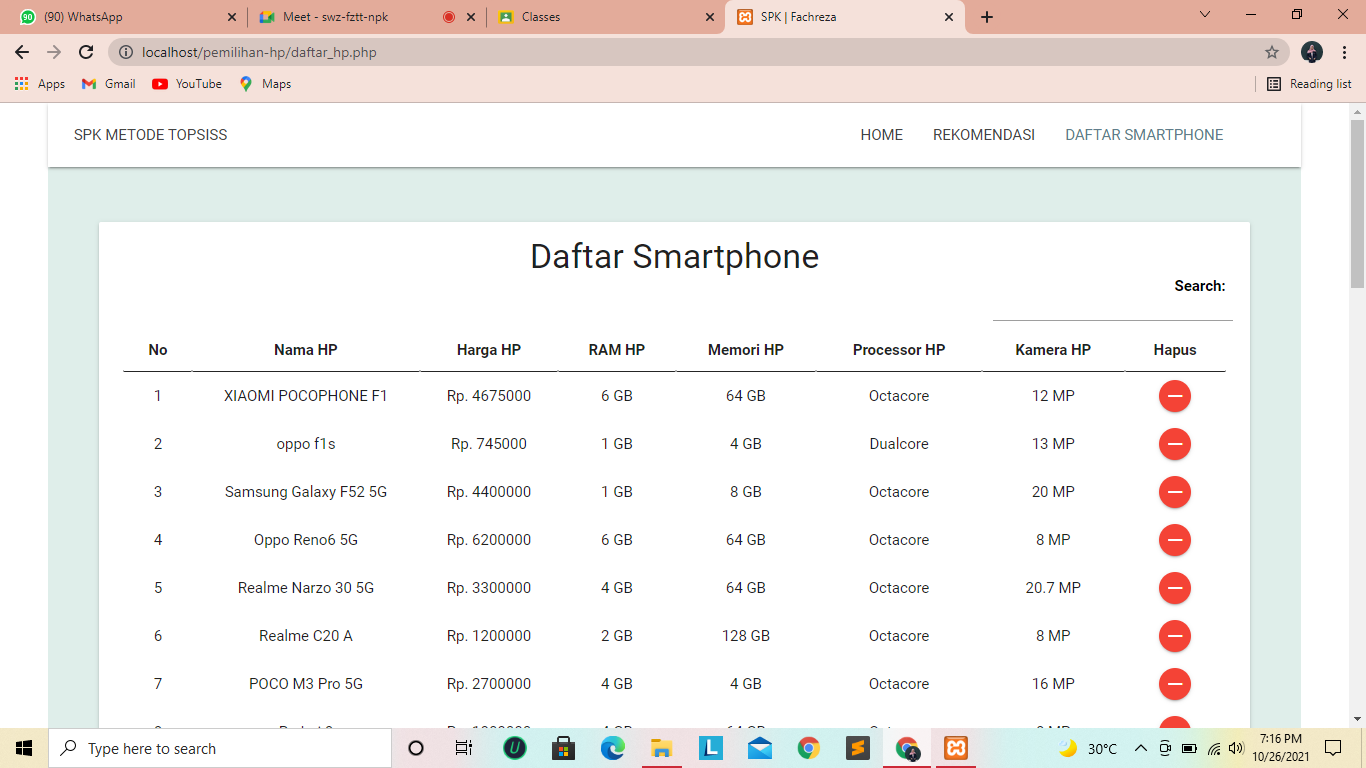 (90) WhatsApp
Meet - swz-fztt-npk
Classes
SPK | Fachreza
localhost/pemilihan-hp/daftar_hp.php
Apps Gmail YouTube Maps Reading list
SPK METODE TOPSISS HOME REKOMENDASI DAFTAR SMARTPHONE
Daftar Smartphone
Search:
No Nama HP Harga HP RAM HP Memori HP Processor HP Kamera HP Hapus
1 XIAOMI POCOPHONE F1 Rp. 4675000 6 GB 64 GB Octacore 12 MP
2 oppo f1s Rp. 745000 1 GB 4 GB Dualcore 13 MP
3 Samsung Galaxy F52 5G Rp. 4400000 1 GB 8 GB Octacore 20 MP
4 Oppo Reno6 5G Rp. 6200000 6 GB 64 GB Octacore 8 MP
5 Realme Narzo 30 5G Rp. 3300000 4 GB 64 GB Octacore 20.7 MP
6 Realme C20 A Rp. 1200000 2 GB 128 GB Octacore 8 MP
7 POCO M3 Pro 5G Rp. 2700000 4 GB 4 GB Octacore 16 MP
Type here to search
30°C
7:16 PM
10/26/2021